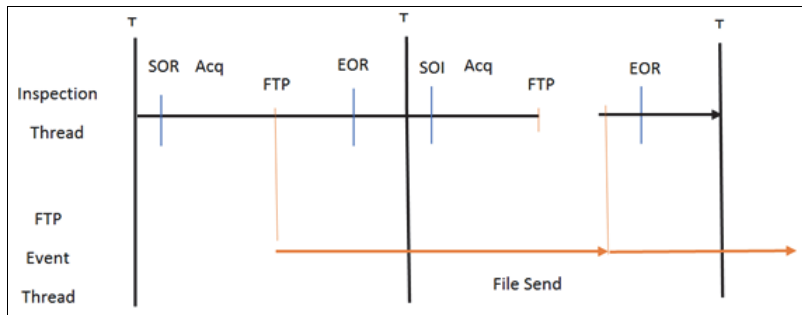 T
T
T
SOR Acq
FTP
EOR
SOI Acq
FTP
EOR
Inspection
Thread
FTP
Event
Thread
File Send